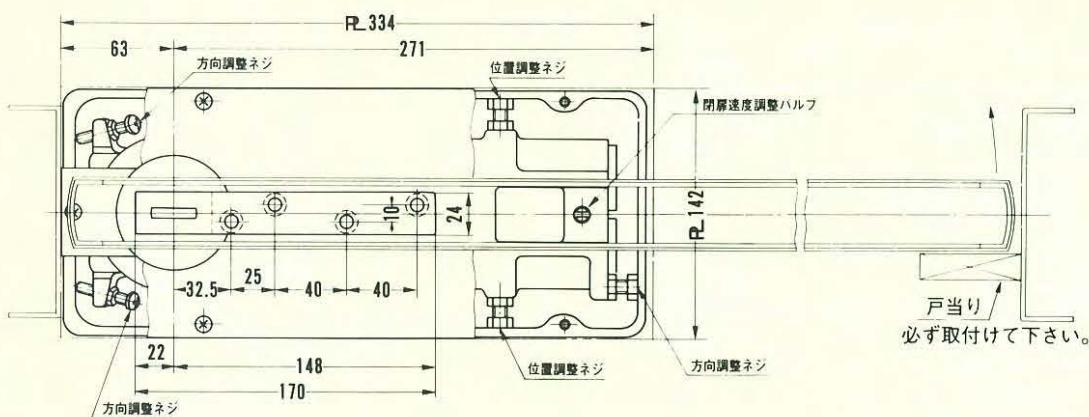 PL 334
63
271
方向調整ネジ
位置調整ネジ
閉扉速度調整バルブ
10
24
PL 142
25
32.5
40
40
22
148
170
戸当り
必ず取付けて下さい。
位置調整ネジ
方向調整ネジ
方向調整ネジ